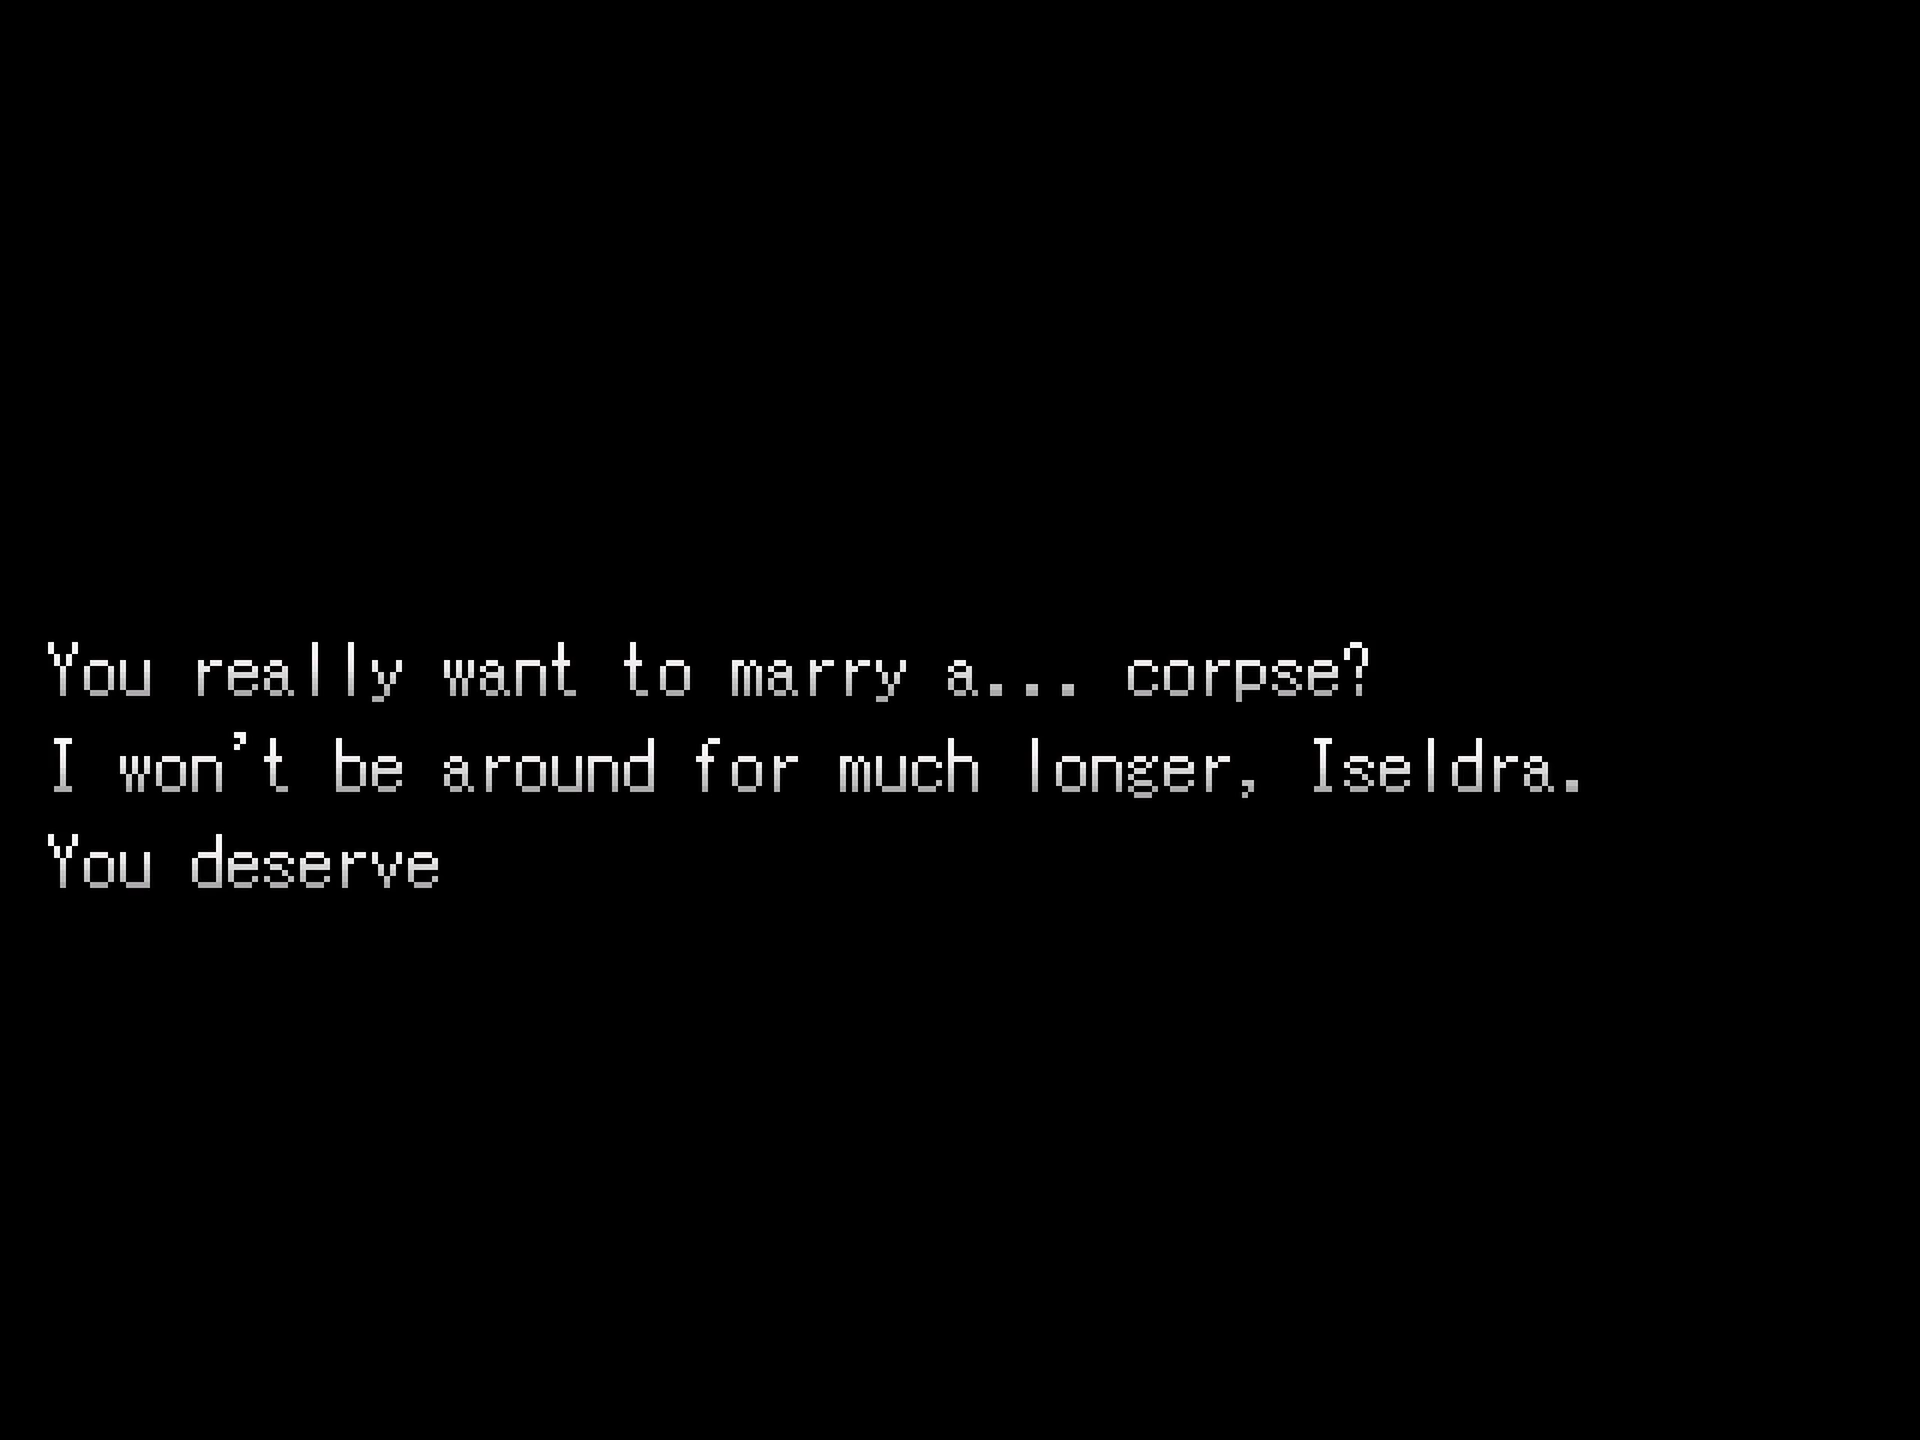 You really want to marry a... corpse?
I won't be around for much longer, Iseldra.
You deserve